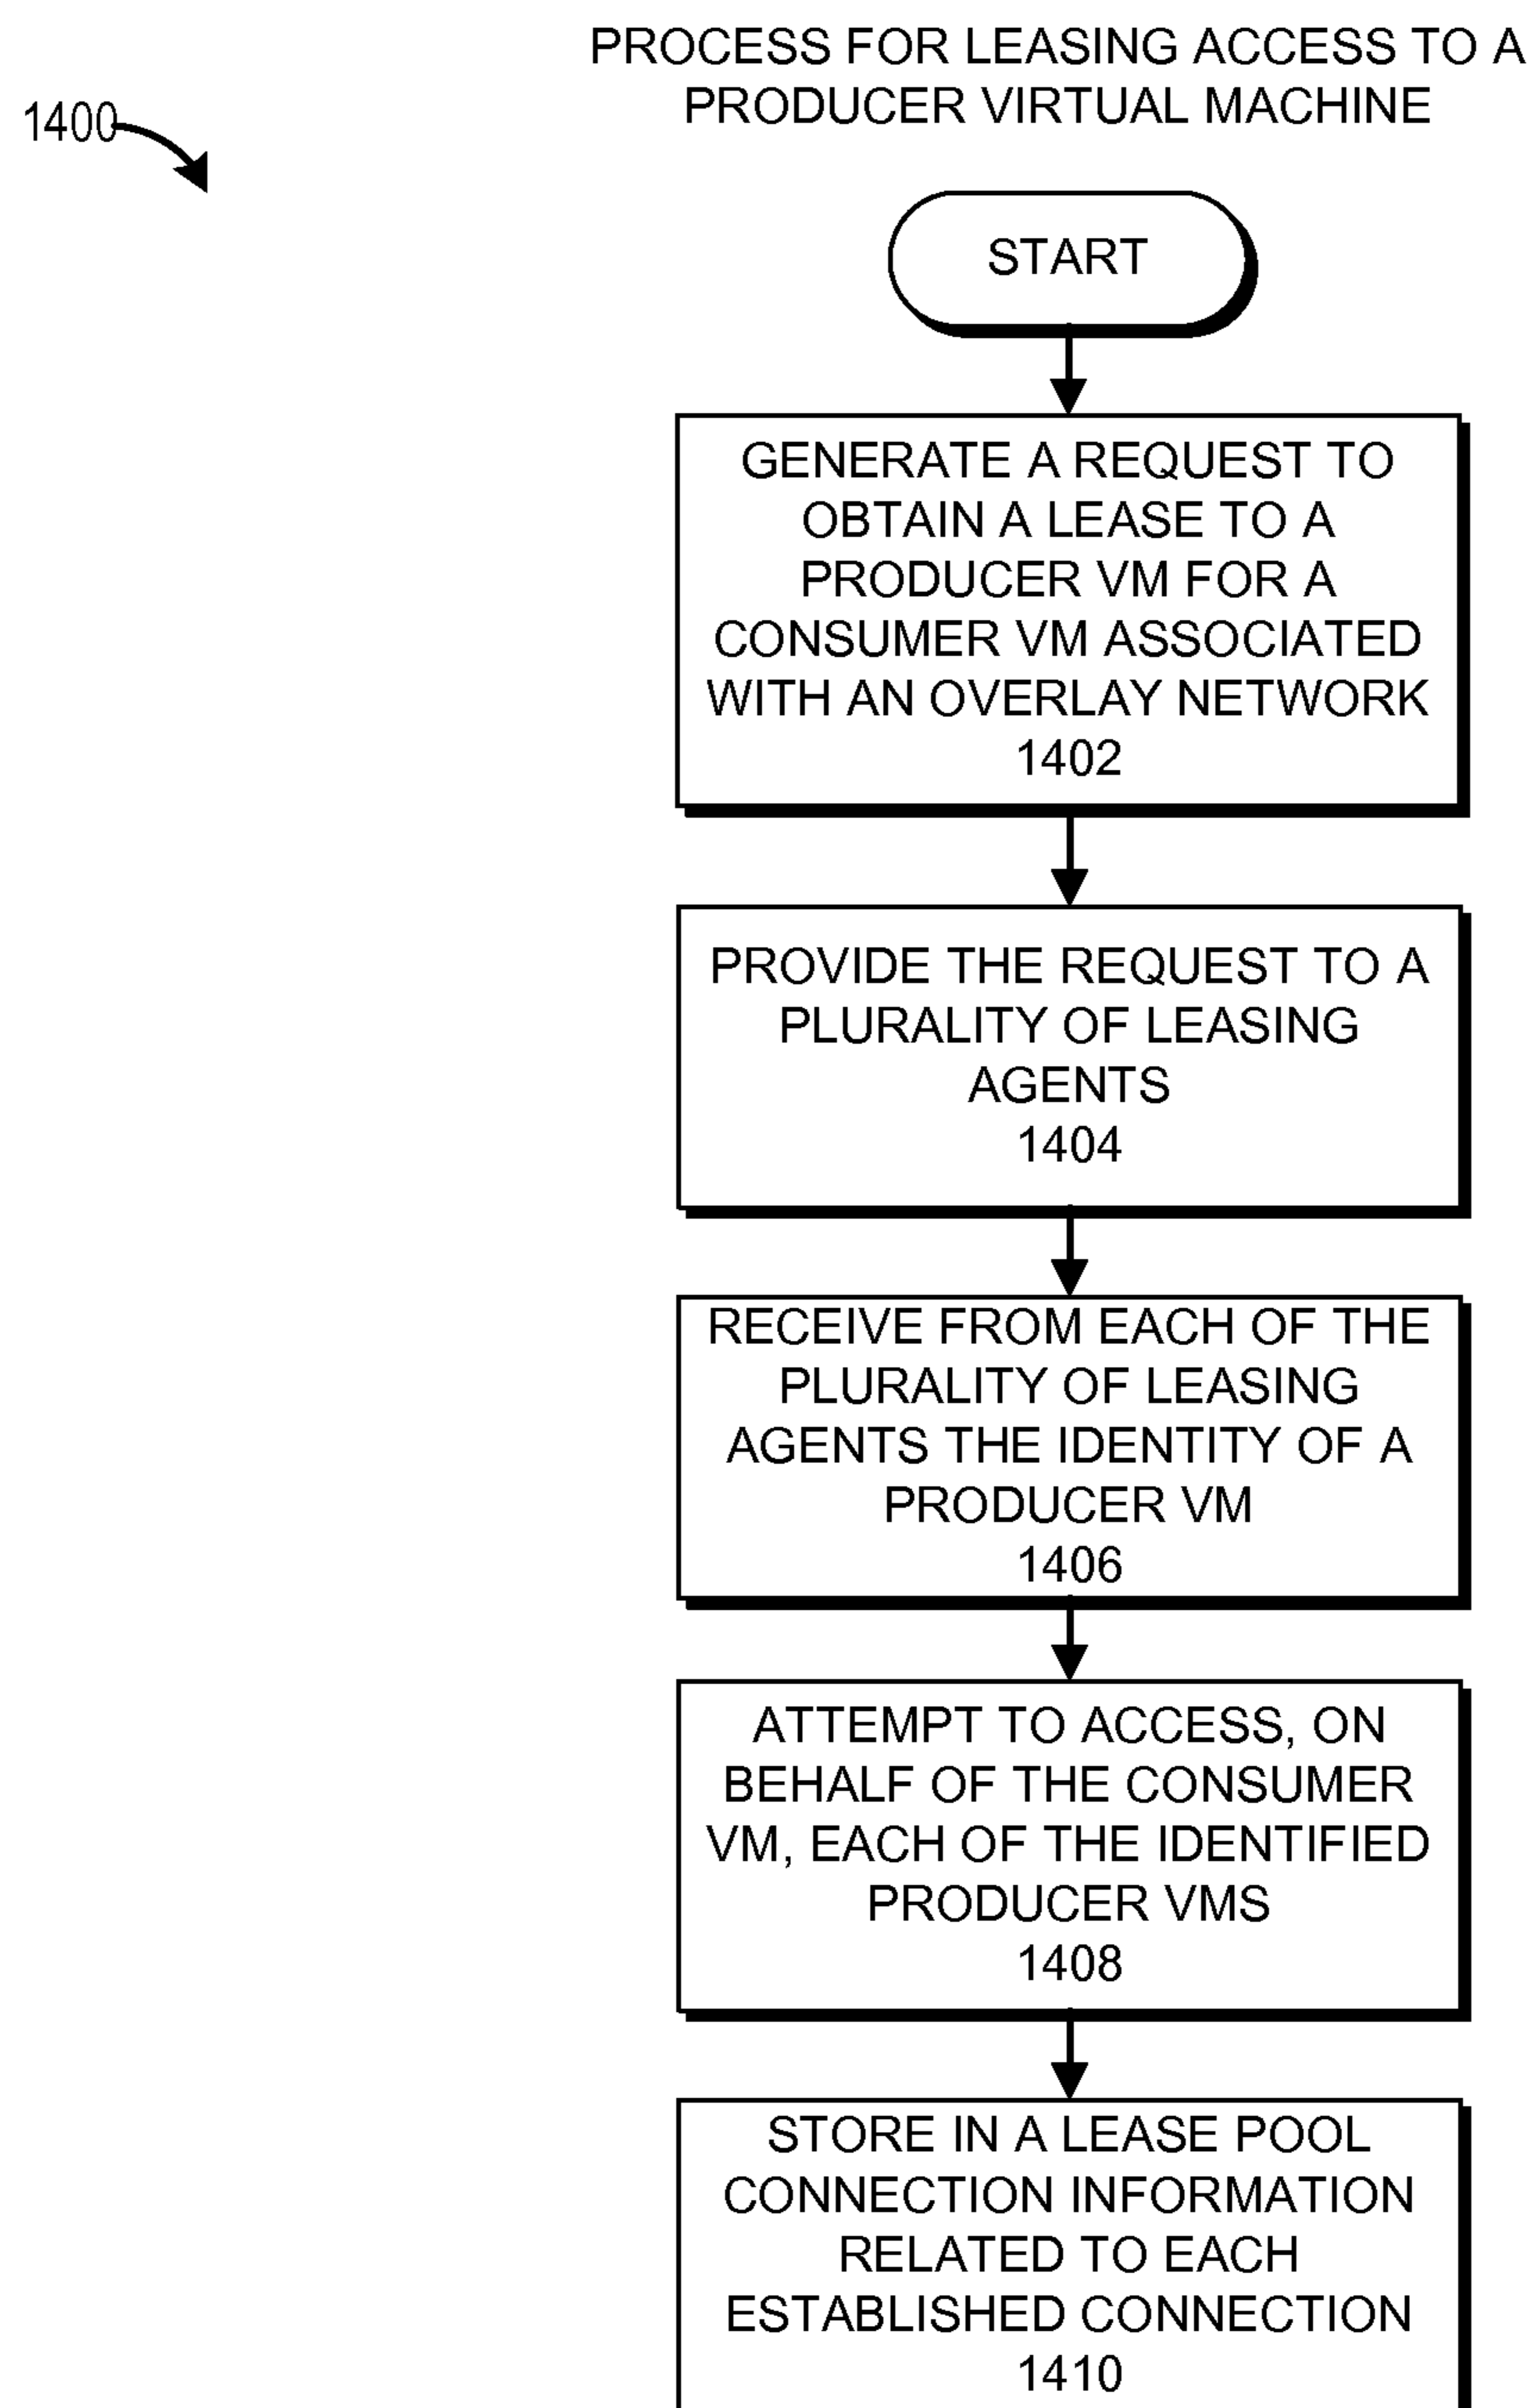 PROCESS FOR LEASING ACCESS TO A
PRODUCER VIRTUAL MACHINE
1400
START
GENERATE A REQUEST TO
OBTAIN A LEASE TO A
PRODUCER VM FOR A
CONSUMER VM ASSOCIATED
WITH AN OVERLAY NETWORK
1402
PROVIDE THE REQUEST TO A
PLURALITY OF LEASING
AGENTS
1404
RECEIVE FROM EACH OF THE
PLURALITY OF LEASING
AGENTS THE IDENTITY OF A
PRODUCER VM
1406
ATTEMPT TO ACCESS, ON
BEHALF OF THE CONSUMER
VM, EACH OF THE IDENTIFIED
PRODUCER VMS
1408
STORE IN A LEASE POOL
CONNECTION INFORMATION
RELATED TO EACH
ESTABLISHED CONNECTION
1410